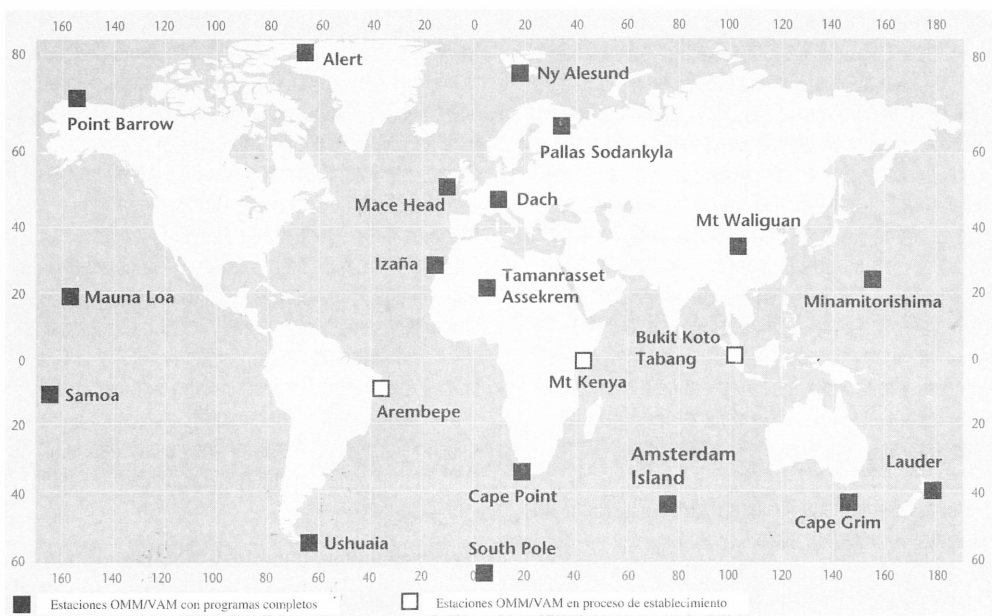 160 140 120 100 80 60 40 20 0 20 40 60 80 100 120 140 160 180
80 80
Alert
Ny Alesund
Point Barrow
Pallas Sodankyla
60 60
Mace Head
Dach
Mt Waliguan
40 40
Izaña
Tamanrasset
Assekrem
Mauna Loa
Minamitorishima
20 20
Bukit Koto
Tabang
0 0
Mt Kenya
Samoa
Arembepe
20 20
Amsterdam
Island
Lauder
Cape Point
40 40
Cape Grim
Ushuaia
South Pole
60 60
160 140 120 100 80 60 40 20 0 20 40 60 80 100 120 140 160 180
Estaciones OMM/VAM con programas completos
Estaciones OMM/VAM en proceso de establecimiento